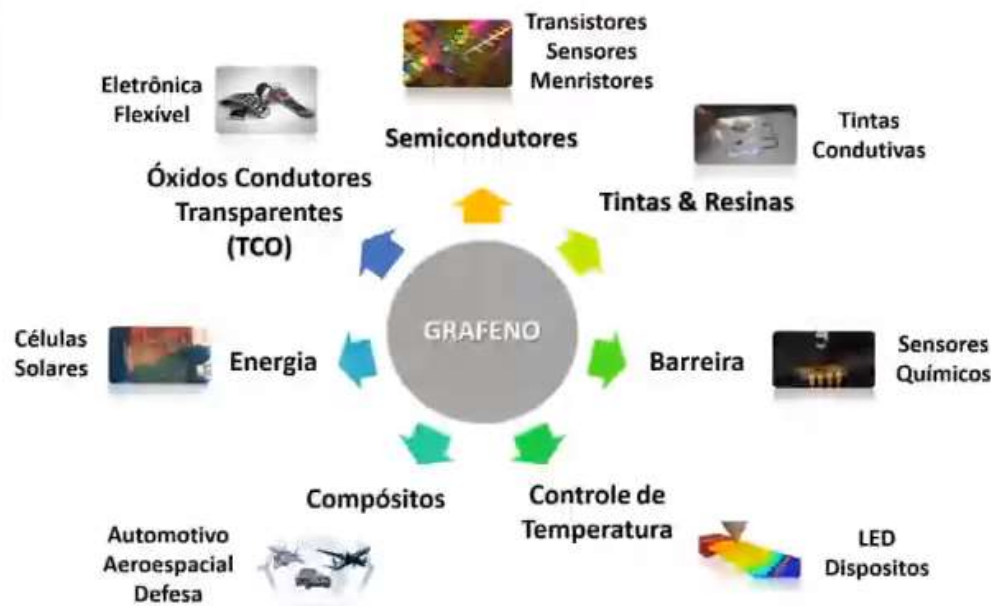 Transistores
Sensores
Menristores
Semicondutores
Eletrônica
Flexível
Óxidos Condutores
Transparentes
(TCO)
Tintas
Condutivas
Tintas & Resinas
GRAFENO
Células
Solares
Energia
Barreira
Sensores
Químicos
Compósitos
Automotivo
Aeroespacial
Defesa
Controle de
Temperatura
LED
Dispositos